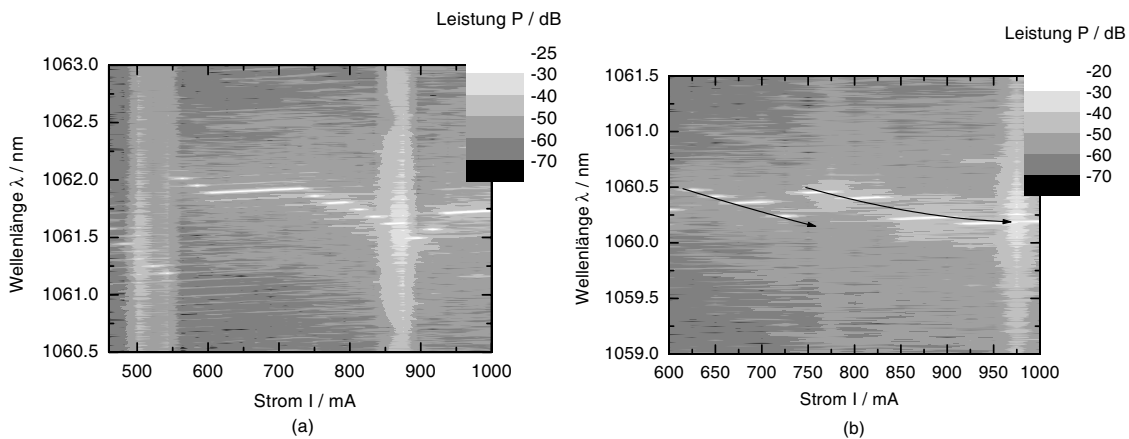 Leistung P / dB
-25
-30
-40
-50
-60
-70
1063.0
1062.5
1062.0
1061.5
1061.0
1060.5
Wellenlänge λ / nm
500 600 700 800 900 1000
Strom I / mA
(a)
Leistung P / dB
-20
-30
-40
-50
-60
-70
1061.5
1061.0
1060.5
1060.0
1059.5
1059.0
Wellenlänge λ / nm
600 650 700 750 800 850 900 950 1000
Strom I / mA
(b)